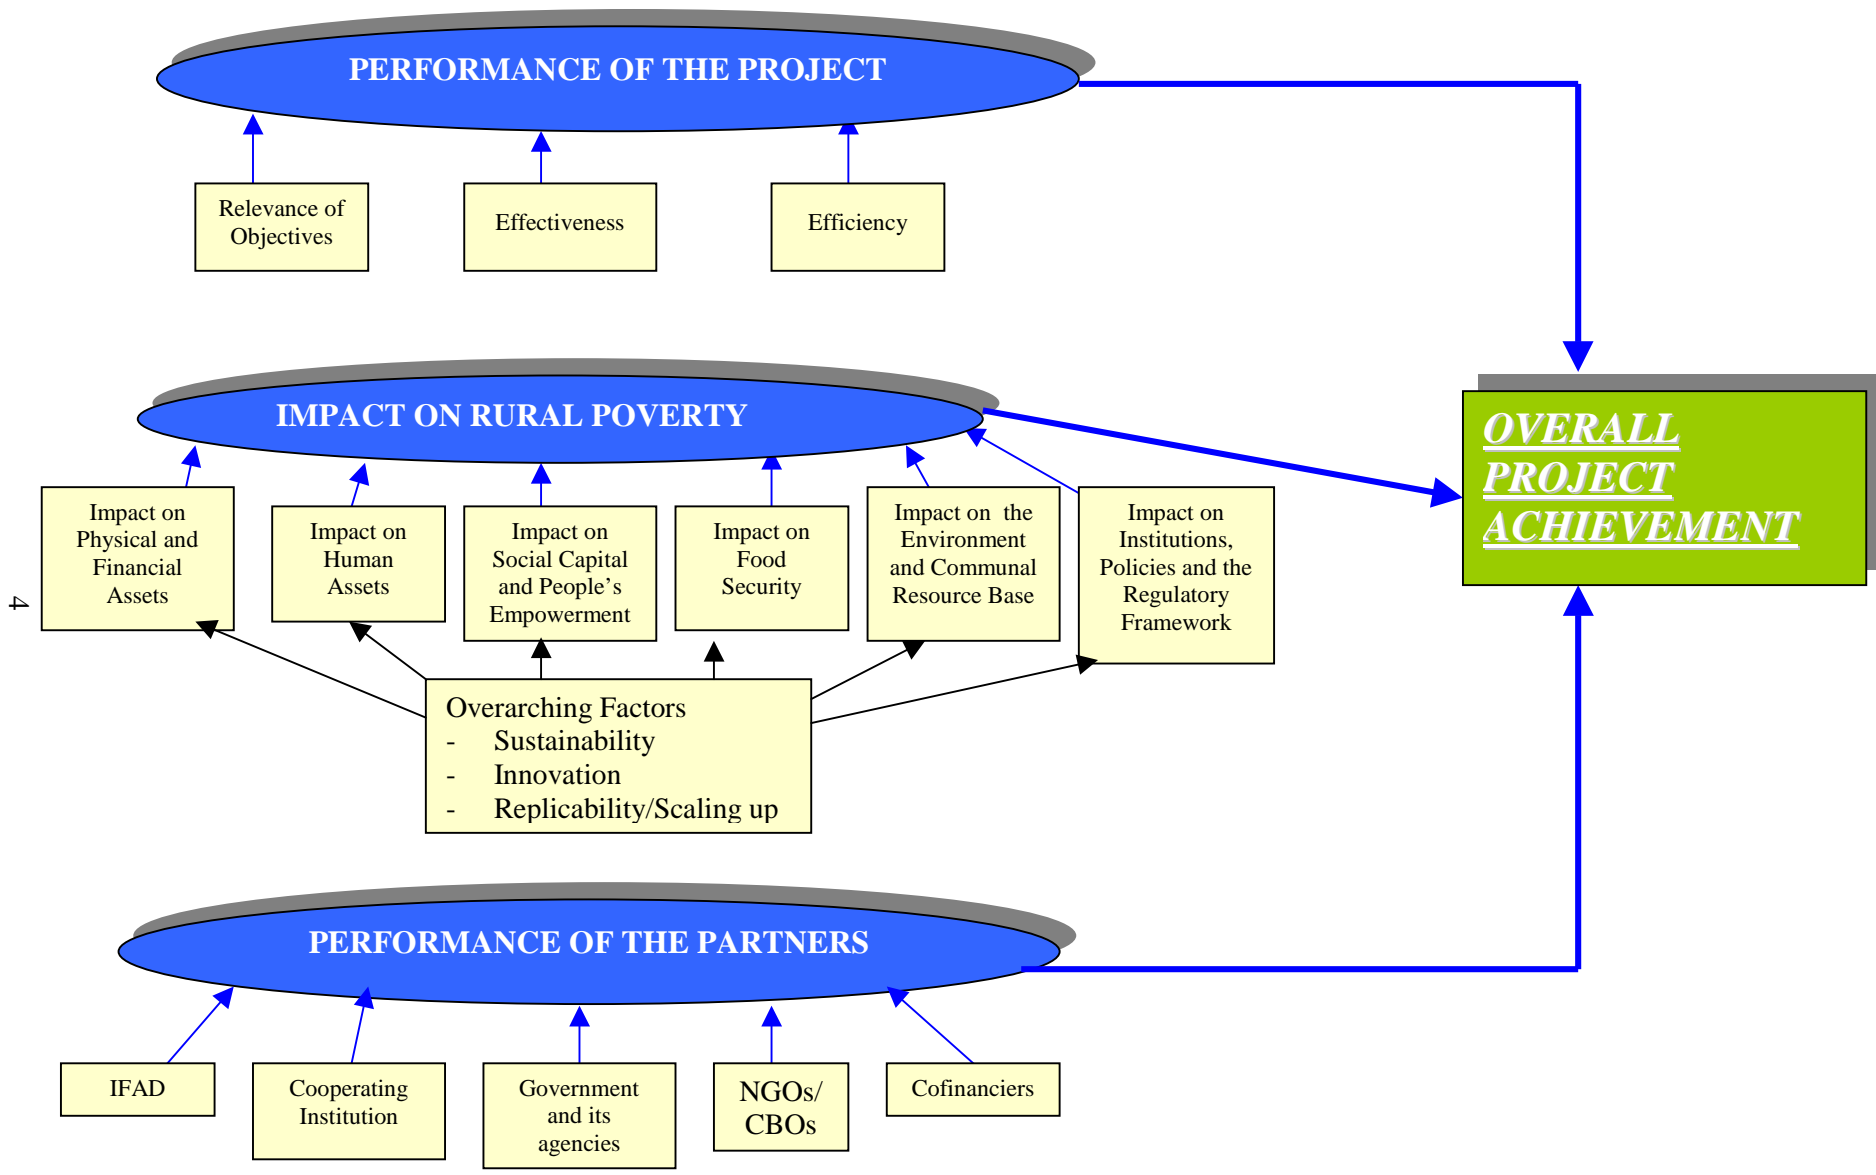 PERFORMANCE OF THE PROJECT
Relevance of
Objectives
Effectiveness
Efficiency
IMPACT ON RURAL POVERTY
OVERALL
PROJECT
ACHIEVEMENT
Impact on
Physical and
Financial
Assets
Impact on
Human
Assets
Impact on
Social Capital
and People’s
Empowerment
Impact on
Food
Security
Impact on the
Environment
and Communal
Resource Base
Impact on
Institutions,
Policies and the
Regulatory
Framework
4
Overarching Factors
- Sustainability
- Innovation
- Replicability/Scaling up
PERFORMANCE OF THE PARTNERS
IFAD
Cooperating
Institution
Government
and its
agencies
NGOs/
CBOs
Cofinanciers